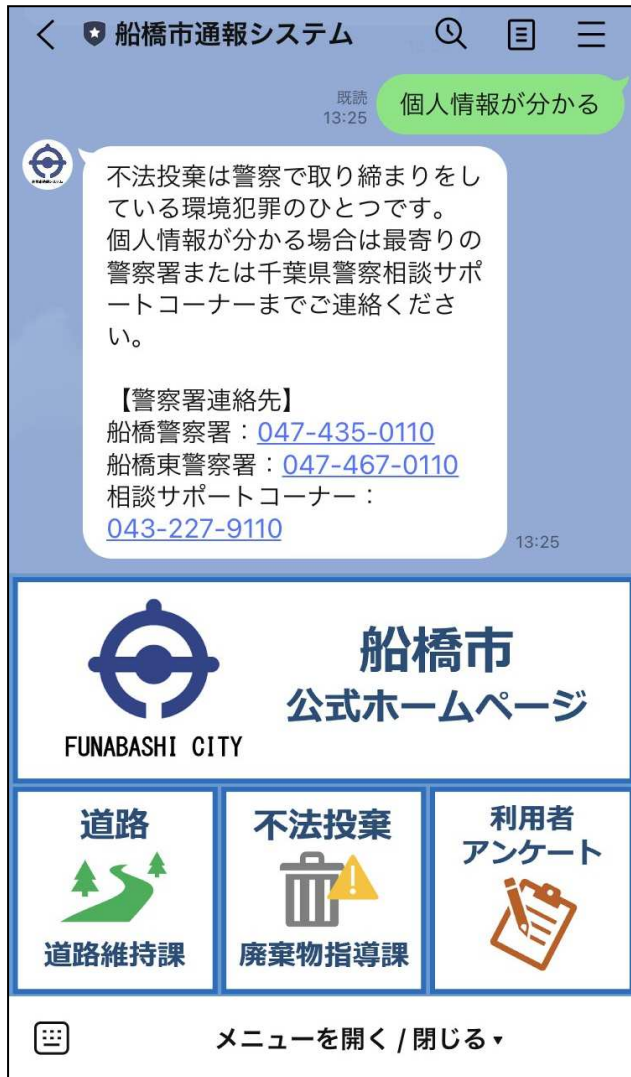 船橋市通報システム
個人情報が分かる
既読
13:25
不法投棄は警察で取り締まりをし
ている環境犯罪のひとつです。
個人情報が分かる場合は最寄りの
警察署または千葉県警察相談サポ
ートコーナーまでご連絡くださ
い。
【警察署連絡先】
船橋警察署：047-435-0110
船橋東警察署：047-467-0110
相談サポートコーナー：
043-227-9110
13:25
船橋市
公式ホームページ
FUNABASHI CITY
道路
道路維持課
不法投棄
廃棄物指導課
利用者
アンケート
メニューを開く / 閉じる▼